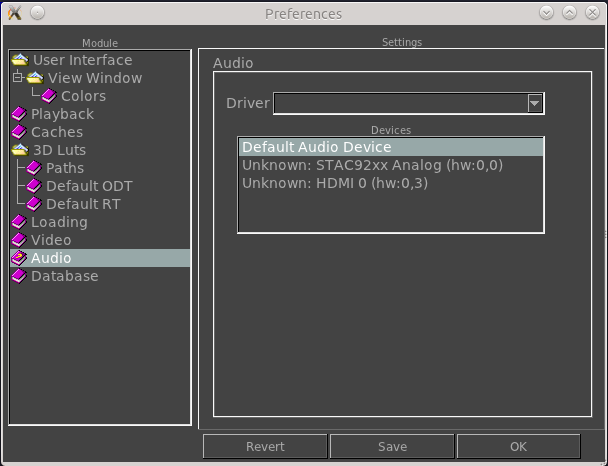 Preferences
Module
User Interface
View Window
Colors
Playback
Caches
3D Luts
Paths
Default ODT
Default RT
Loading
Video
Audio
Database
Settings
Audio
Driver
Devices
Default Audio Device
Unknown: STAC92xx Analog (hw:0,0)
Unknown: HDMI 0 (hw:0,3)
Revert
Save
OK